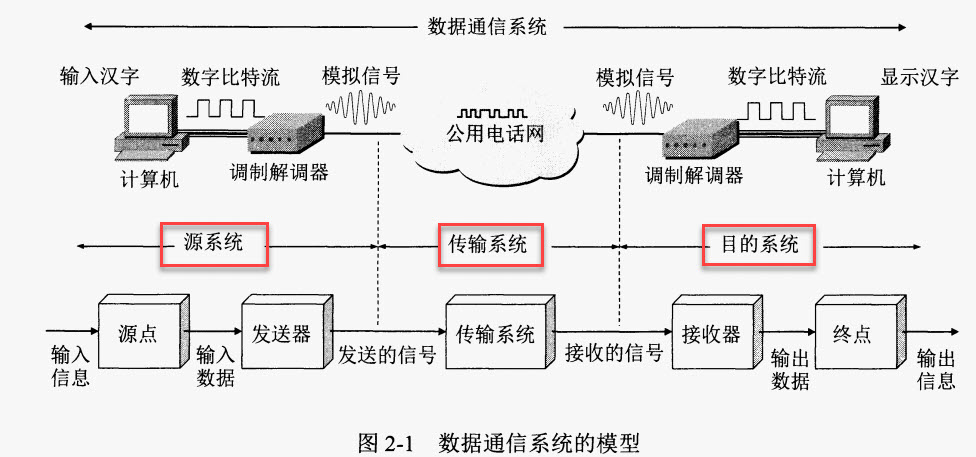 数据通信系统
输入汉字
数字比特流
模拟信号
模拟信号
数字比特流
显示汉字
公用电话网
计算机
调制解调器
调制解调器
计算机
源系统
传输系统
目的系统
源点
发送器
传输系统
接收器
终点
输入
信息
输入
数据
发送的信号
接收的信号
输出
数据
输出
信息
图 2-1 数据通信系统的模型